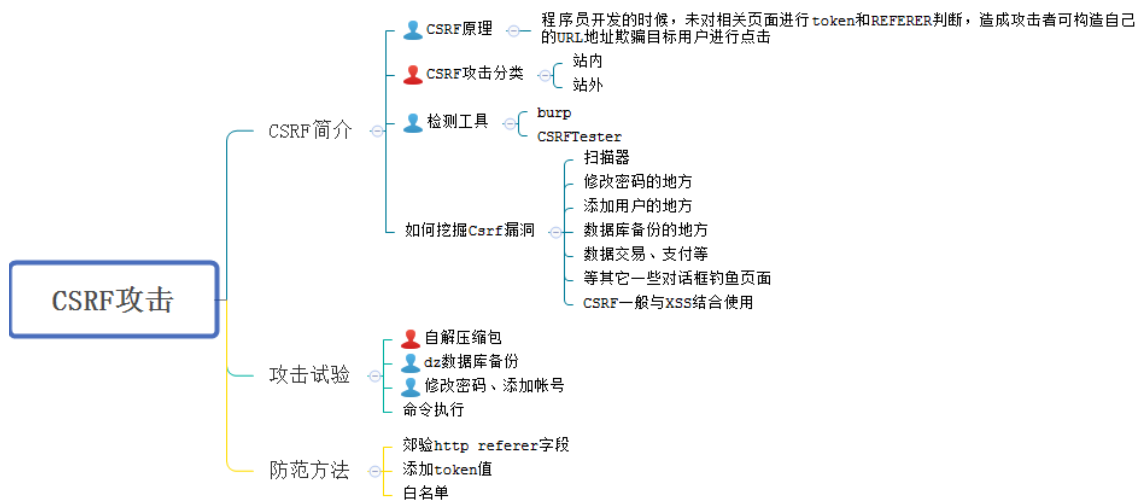 CSRF攻击
CSRF简介
CSRF原理
程序员开发的时候，未对相关页面进行token和REFERER判断，造成攻击者可构造自己
的URL地址欺骗目标用户进行点击
CSRF攻击分类
站内
站外
检测工具
burp
CSRFTester
如何挖掘Csrf漏洞
扫描器
修改密码的地方
添加用户的地方
数据库备份的地方
数据交易、支付等
等其它一些对话框钓鱼页面
CSRF一般与XSS结合使用
攻击试验
自解压缩包
dz数据库备份
修改密码、添加帐号
命令执行
防范方法
郊验http referer字段
添加token值
白名单